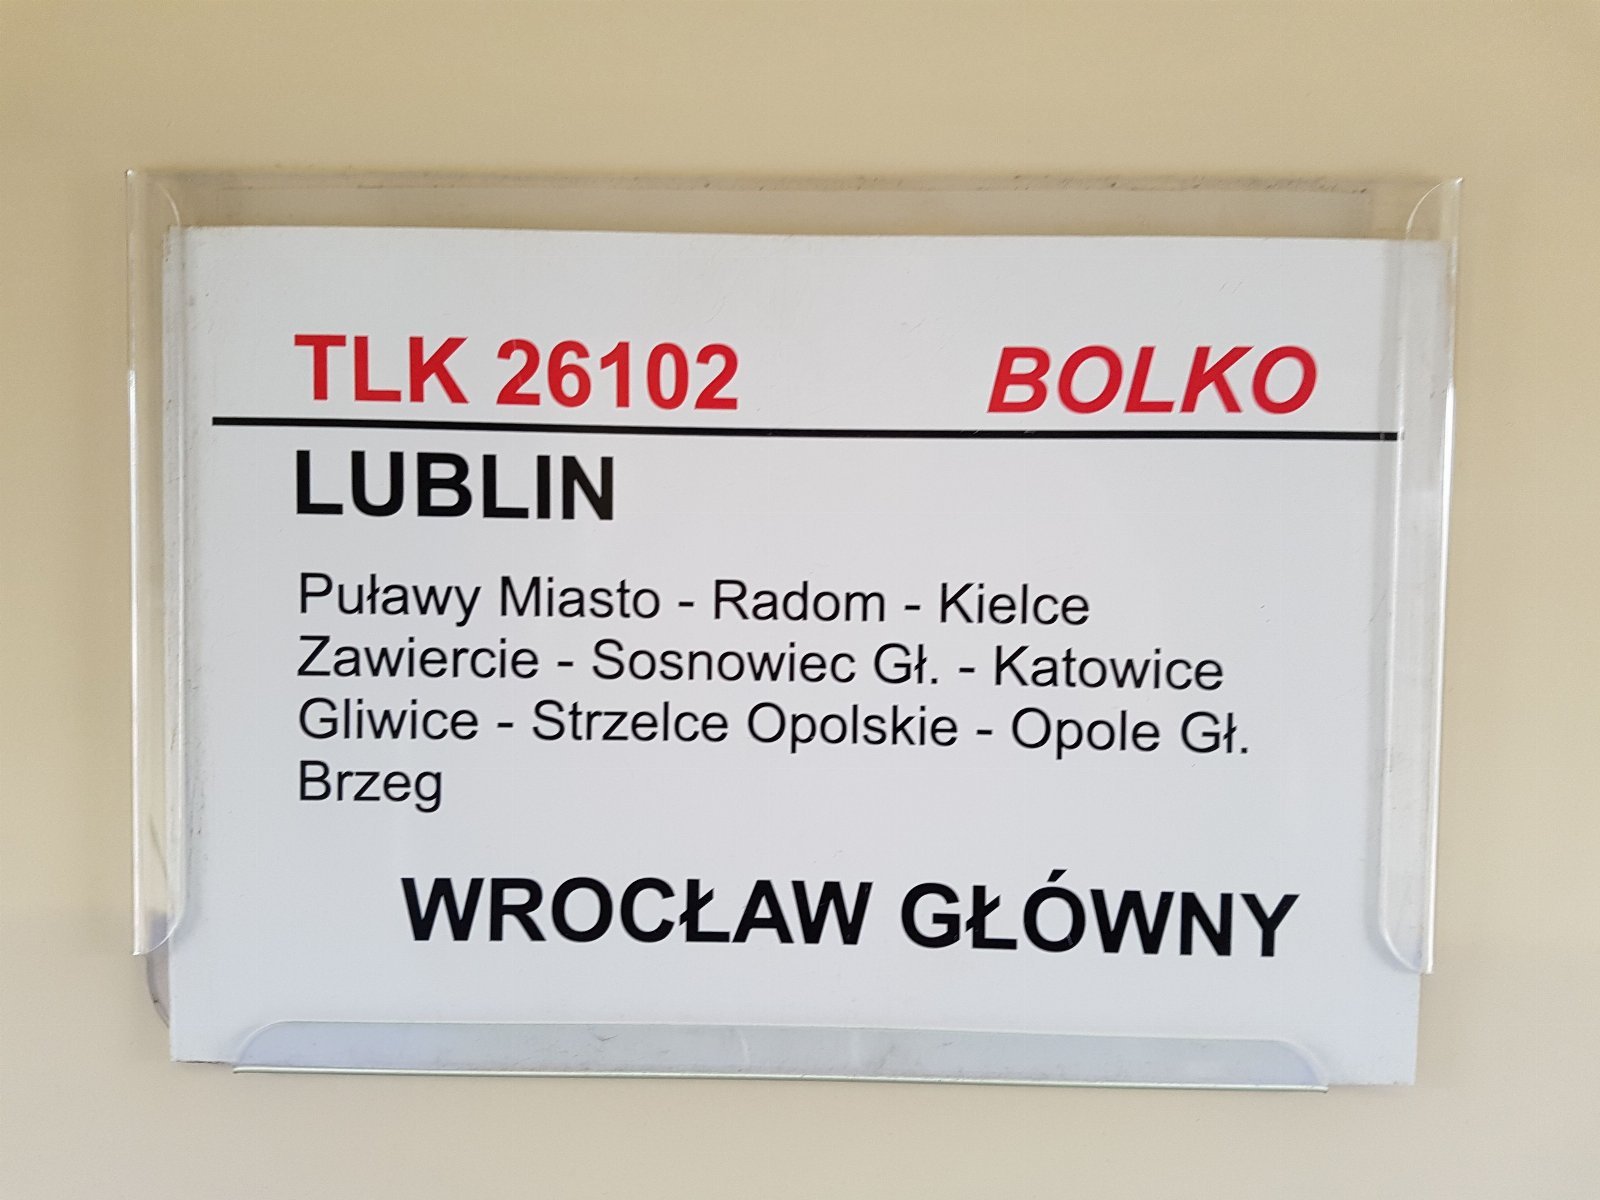 TLK 26102 BOLKO
LUBLIN
Puławy Miasto - Radom - Kielce
Zawiercie - Sosnowiec Gł. - Katowice
Gliwice - Strzelce Opolskie - Opole Gł.
Brzeg
WROCŁAW GŁÓWNY